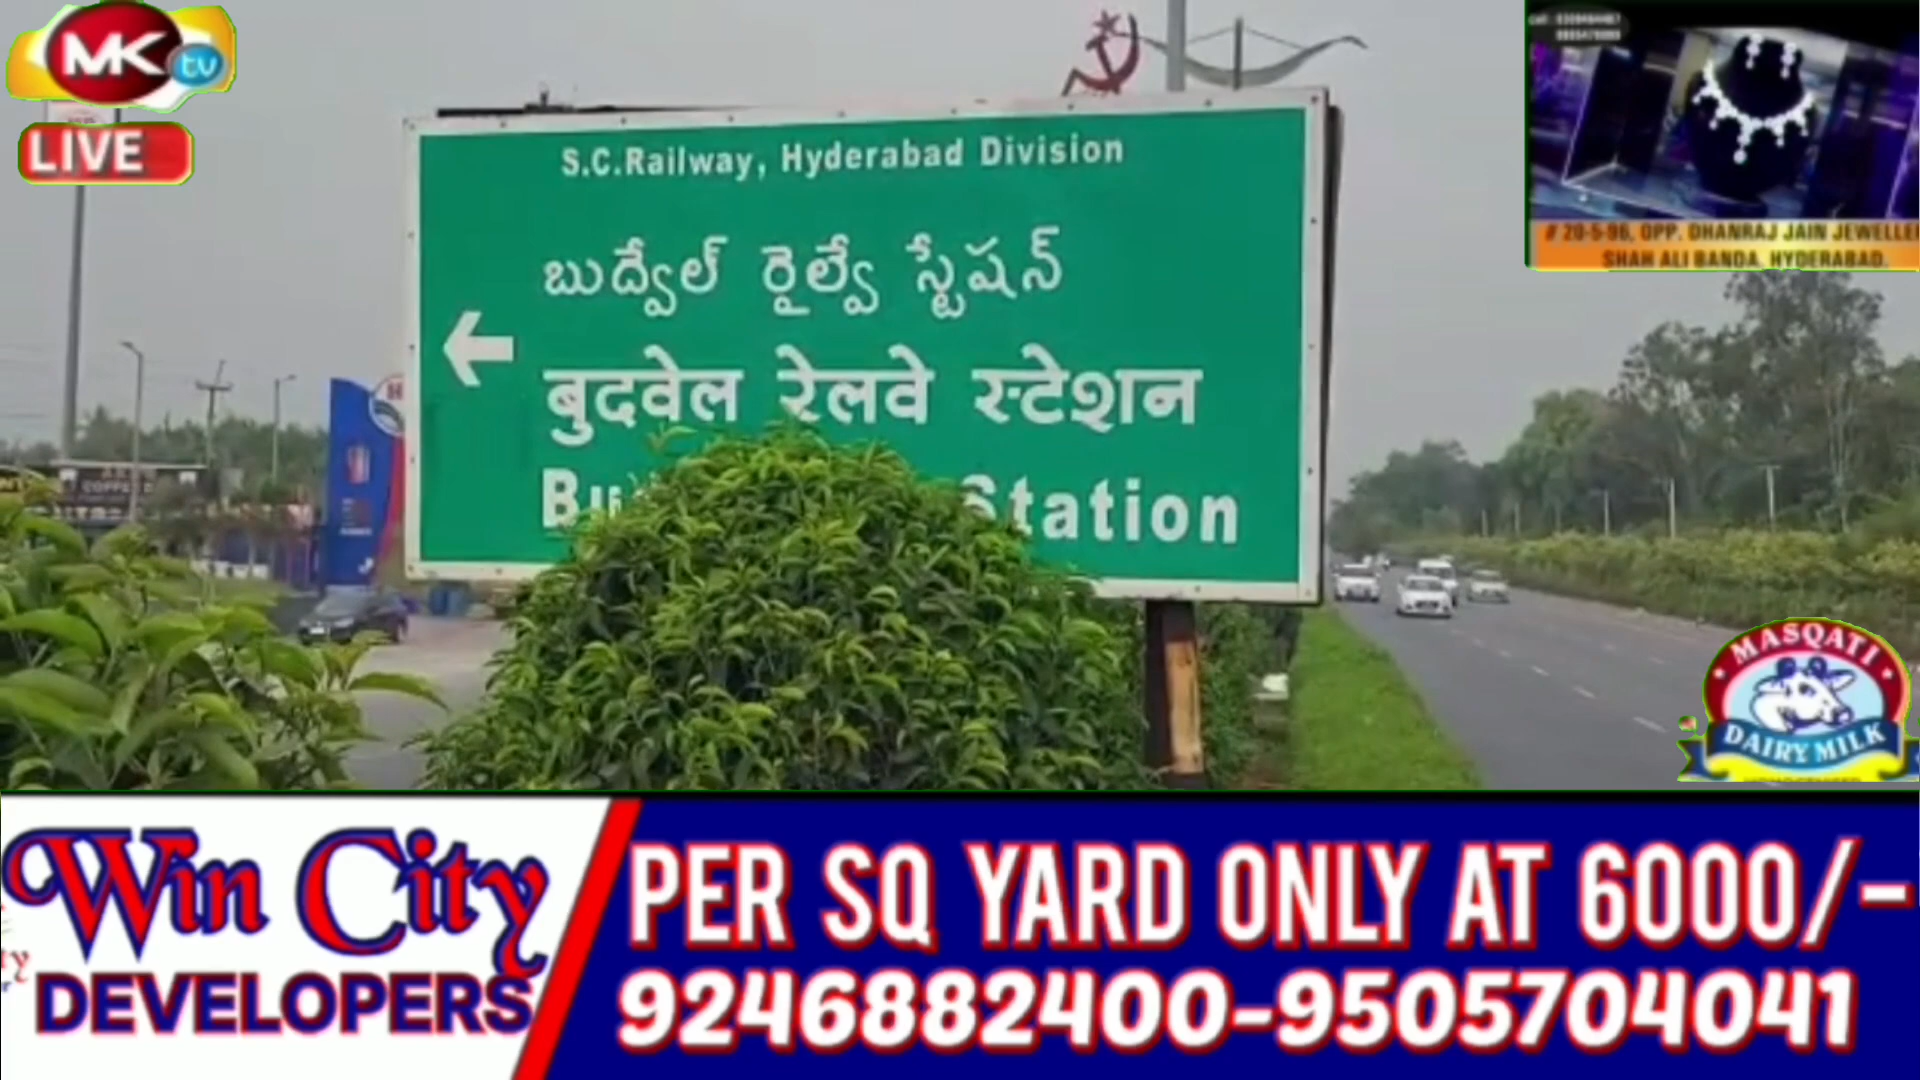 MK tv
LIVE
# 20-5-96, OPP. DHANRAJ JAIN JEWELLE
SHAH ALI BANDA, HYDERABAD.
S.C.Railway, Hyderabad Division
బుద్వేల్ రైల్వే స్టేషన్
बुदवेल रेलवे स्टेशन
Station
MASQATI
DAIRY MILK
Win City
DEVELOPERS
PER SQ YARD ONLY AT 6000/-
9246882400-9505704041